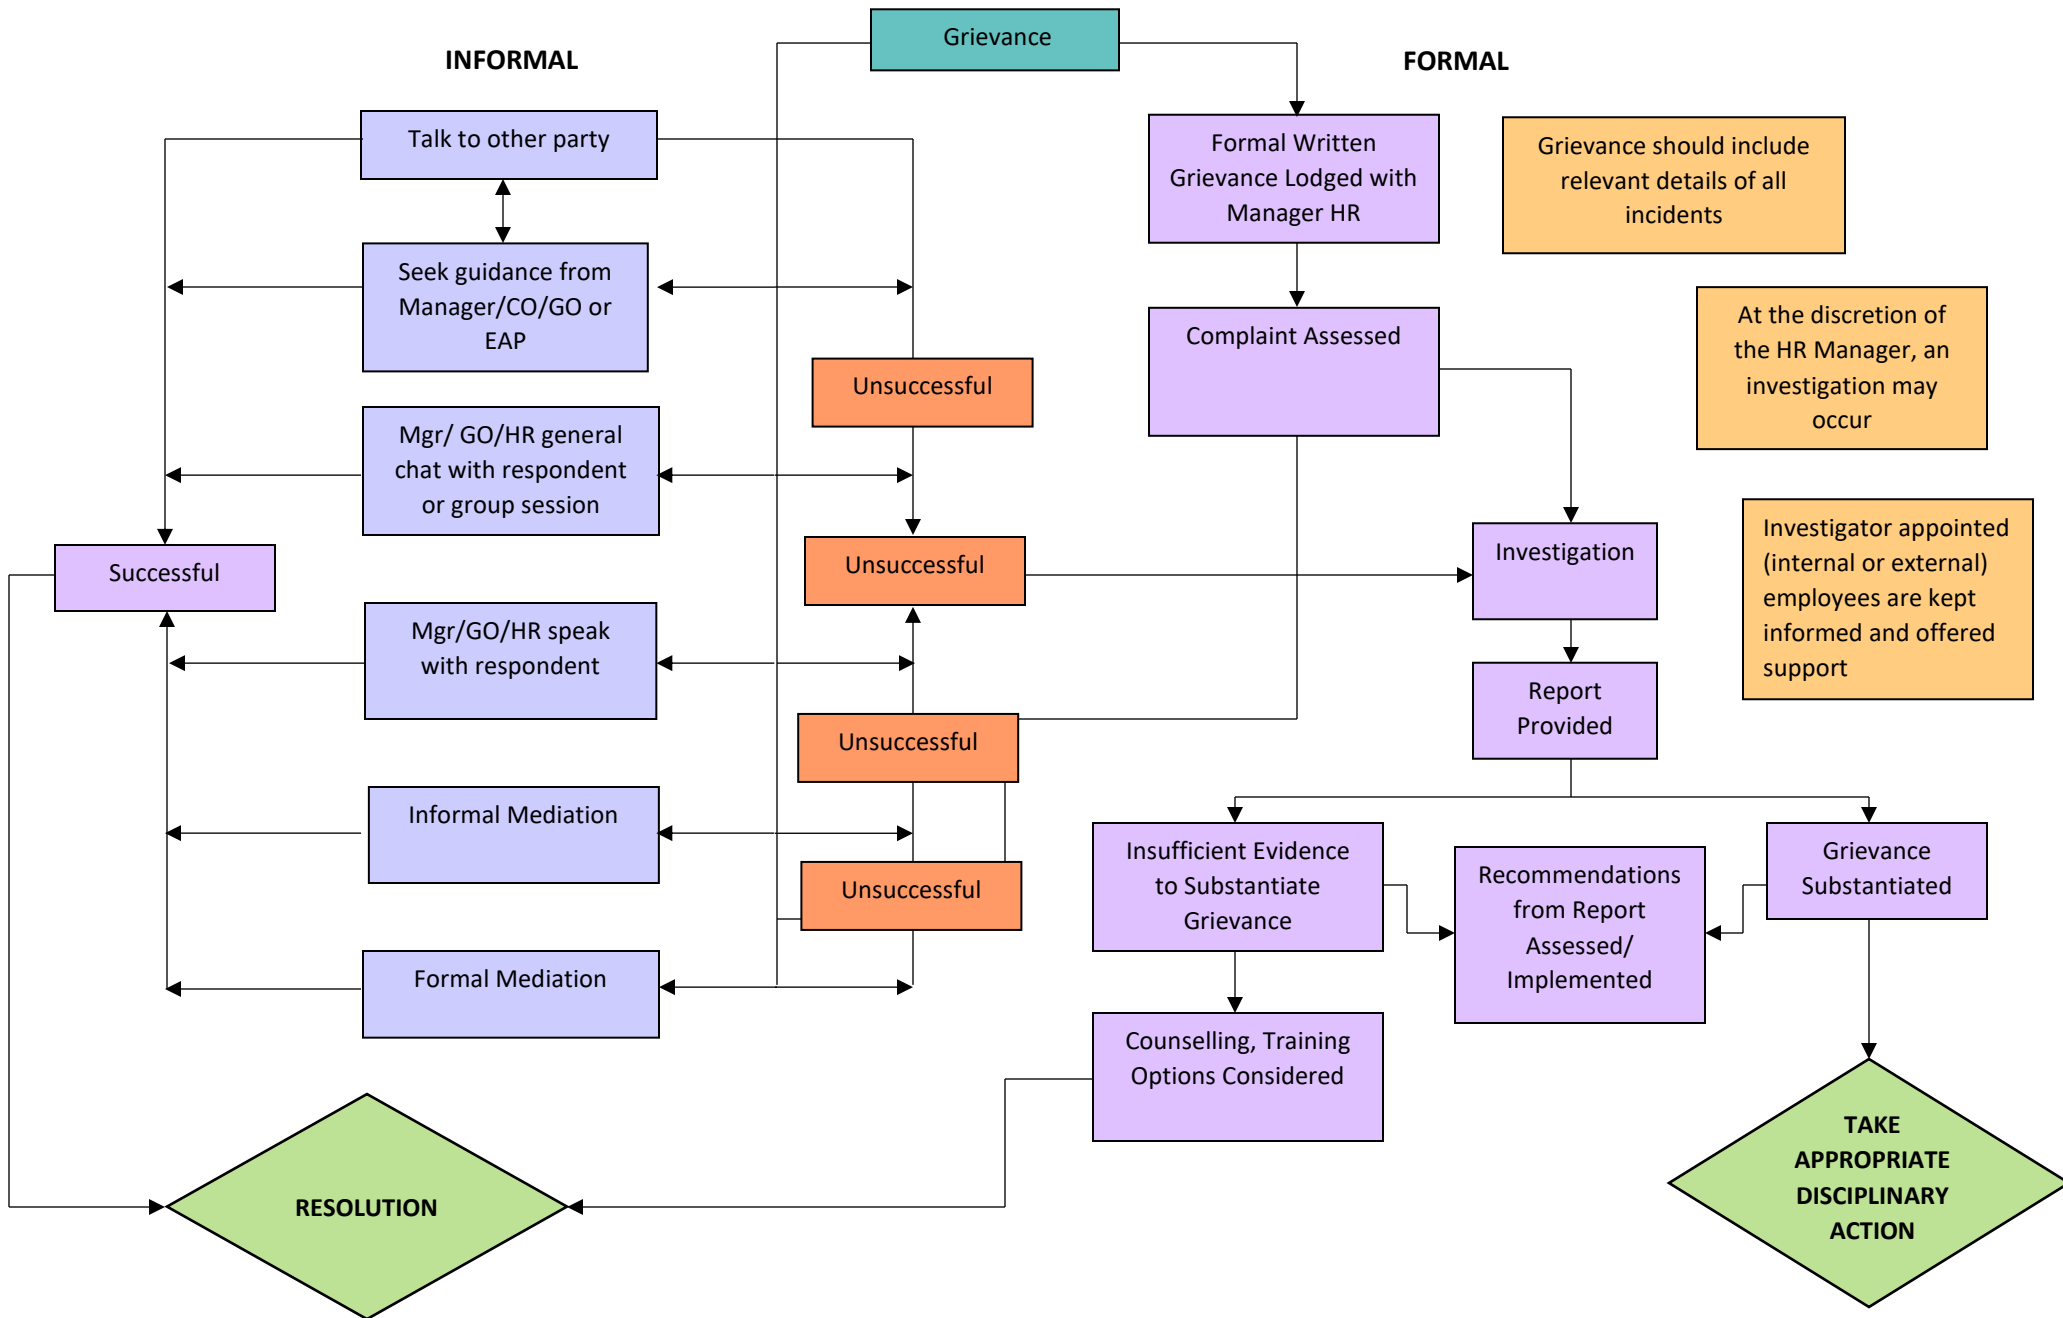 Grievance
INFORMAL
FORMAL
Talk to other party
Seek guidance from
Manager/CO/GO or
EAP
Mgr/ GO/HR general
chat with respondent
or group session
Successful
Mgr/GO/HR speak
with respondent
Informal Mediation
Formal Mediation
RESOLUTION
Unsuccessful
Unsuccessful
Unsuccessful
Unsuccessful
Formal Written
Grievance Lodged with
Manager HR
Complaint Assessed
Investigation
Report
Provided
Insufficient Evidence
to Substantiate
Grievance
Recommendations
from Report
Assessed/
Implemented
Grievance
Substantiated
Counselling, Training
Options Considered
TAKE
APPROPRIATE
DISCIPLINARY
ACTION
Grievance should include
relevant details of all
incidents
At the discretion of
the HR Manager, an
investigation may
occur
Investigator appointed
(internal or external)
employees are kept
informed and offered
support